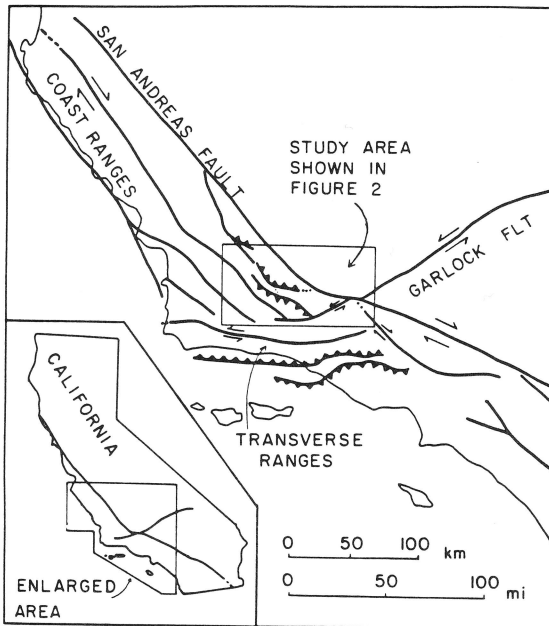 SAN ANDREAS FAULT
COAST RANGES
STUDY AREA
SHOWN IN
FIGURE 2
GARLOCK FLT
TRANSVERSE
RANGES
CALIFORNIA
ENLARGED
AREA
0 50 100 km
0 50 100
mi